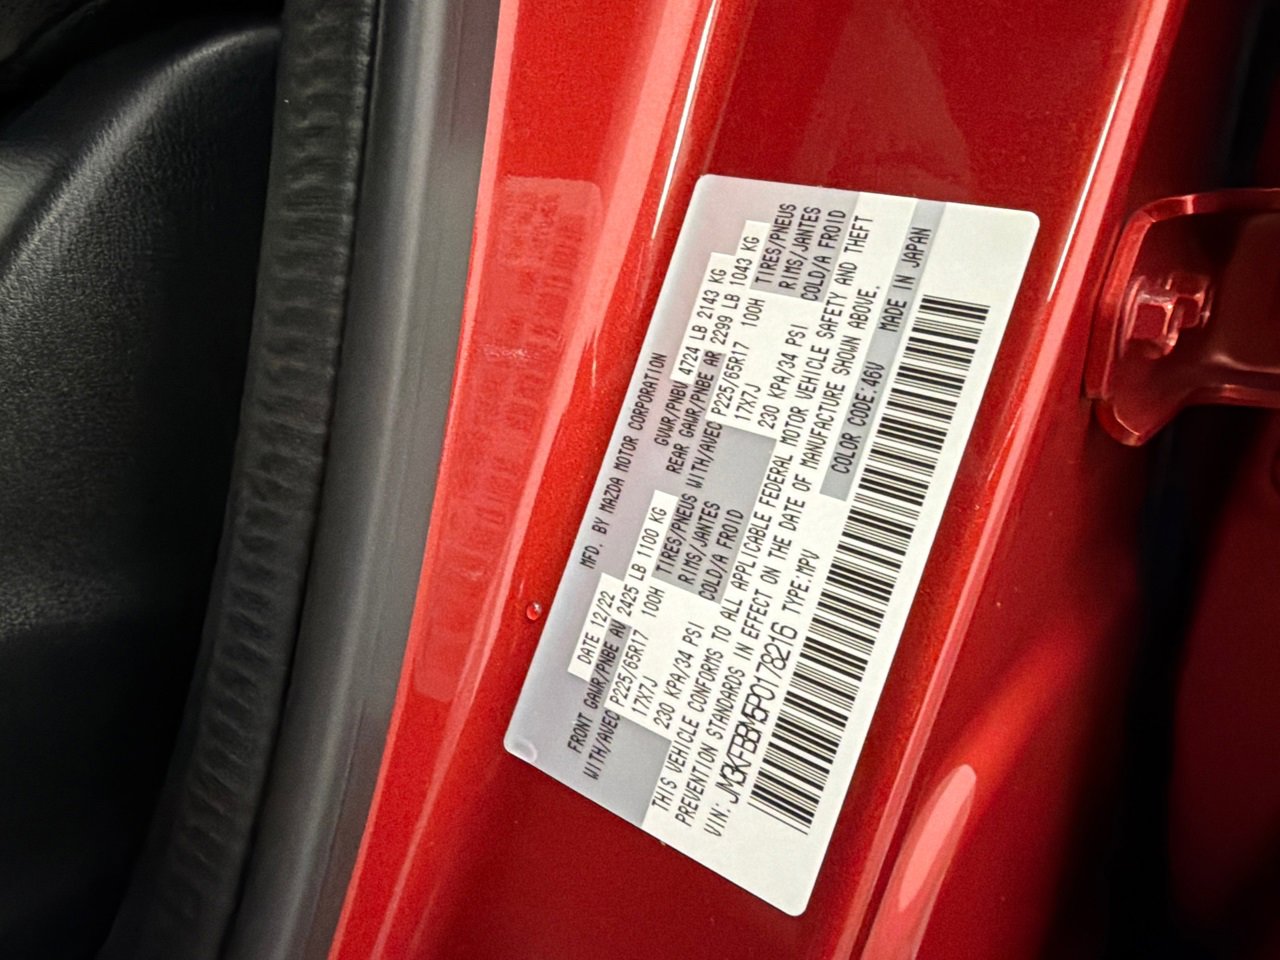 MFD. BY MAZDA MOTOR CORPORATION
DATE 12/22 GVWR/PNBV 4724 LB 2143 KG
FRONT GAWR/PNBE AV 2425 LB 1100 KG REAR GAWR/PNBE AR 2299 LB 1043 KG
WITH/AVEC P225/65R17 100H TIRES/PNEUS WITH/AVEC P225/65R17 100H TIRES/PNEUS
17X7J RIMS/JANTES 17X7J RIMS/JANTES
230 KPA/34 PSI COLD/A FROID 230 KPA/34 PSI COLD/A FROID
THIS VEHICLE CONFORMS TO ALL APPLICABLE FEDERAL MOTOR VEHICLE SAFETY AND THEFT
PREVENTION STANDARDS IN EFFECT ON THE DATE OF MANUFACTURE SHOWN ABOVE.
VIN: JM3KFBBM5P0178216 TYPE:MPV COLOR CODE:46V MADE IN JAPAN